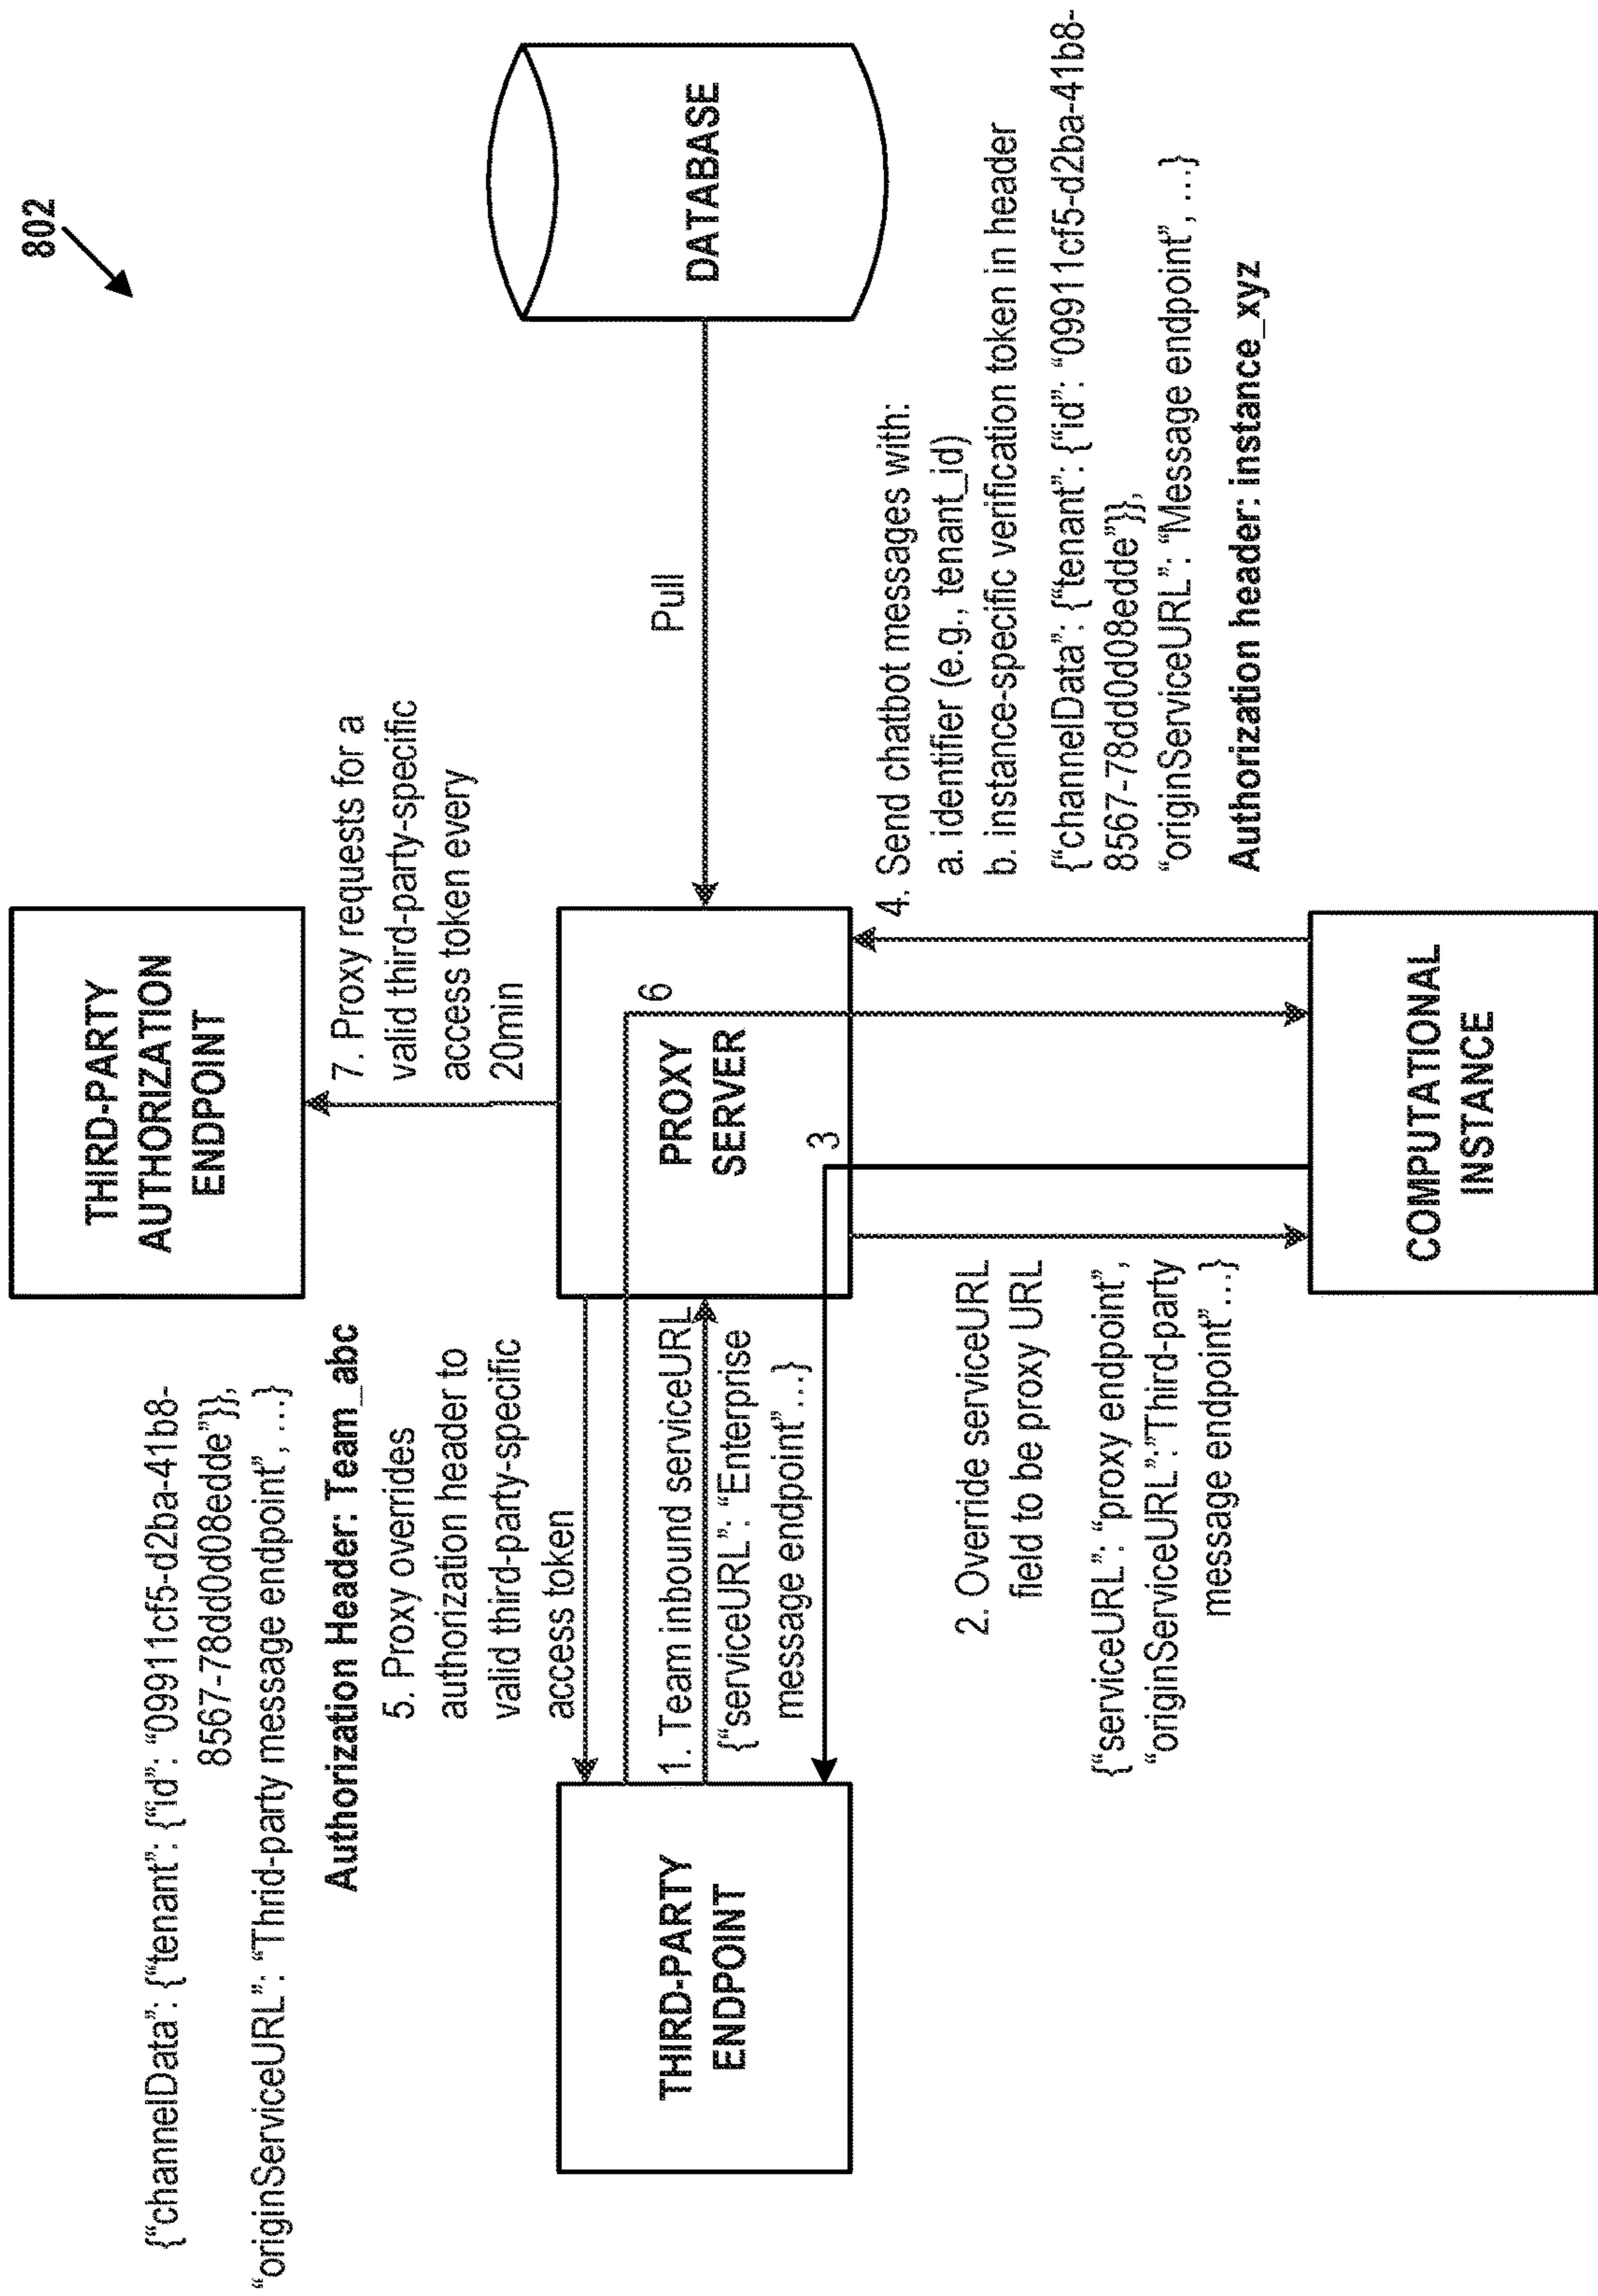 802
THIRD-PARTY
AUTHORIZATION
ENDPOINT
{“channelData”: {“tenant”: {“id”: “09911cf5-d2ba-41b8-
8567-78dd0d08edde”}},
“originServiceURL”: “Thrid-party message endpoint”, ...}
Authorization Header: Team_abc
5. Proxy overrides
authorization header to
valid third-party-specific
access token
7. Proxy requests for a
valid third-party-specific
access token every
20min
THIRD-PARTY
ENDPOINT
1. Team inbound serviceURL
{“serviceURL”: “Enterprise
message endpoint”...}
6
PROXY
SERVER
3
Pull
DATABASE
2. Override serviceURL
field to be proxy URL
{“serviceURL”: “proxy endpoint”,
“originServiceURL”:”Third-party
message endpoint”...}
4. Send chatbot messages with:
a. identifier (e.g., tenant_id)
b. instance-specific verification token in header
{“channelData”: {“tenant”: {“id”: “09911cf5-d2ba-41b8-
8567-78dd0d08edde”}},
“originServiceURL”: “Message endpoint”, ...}
Authorization header: instance_xyz
COMPUTATIONAL
INSTANCE